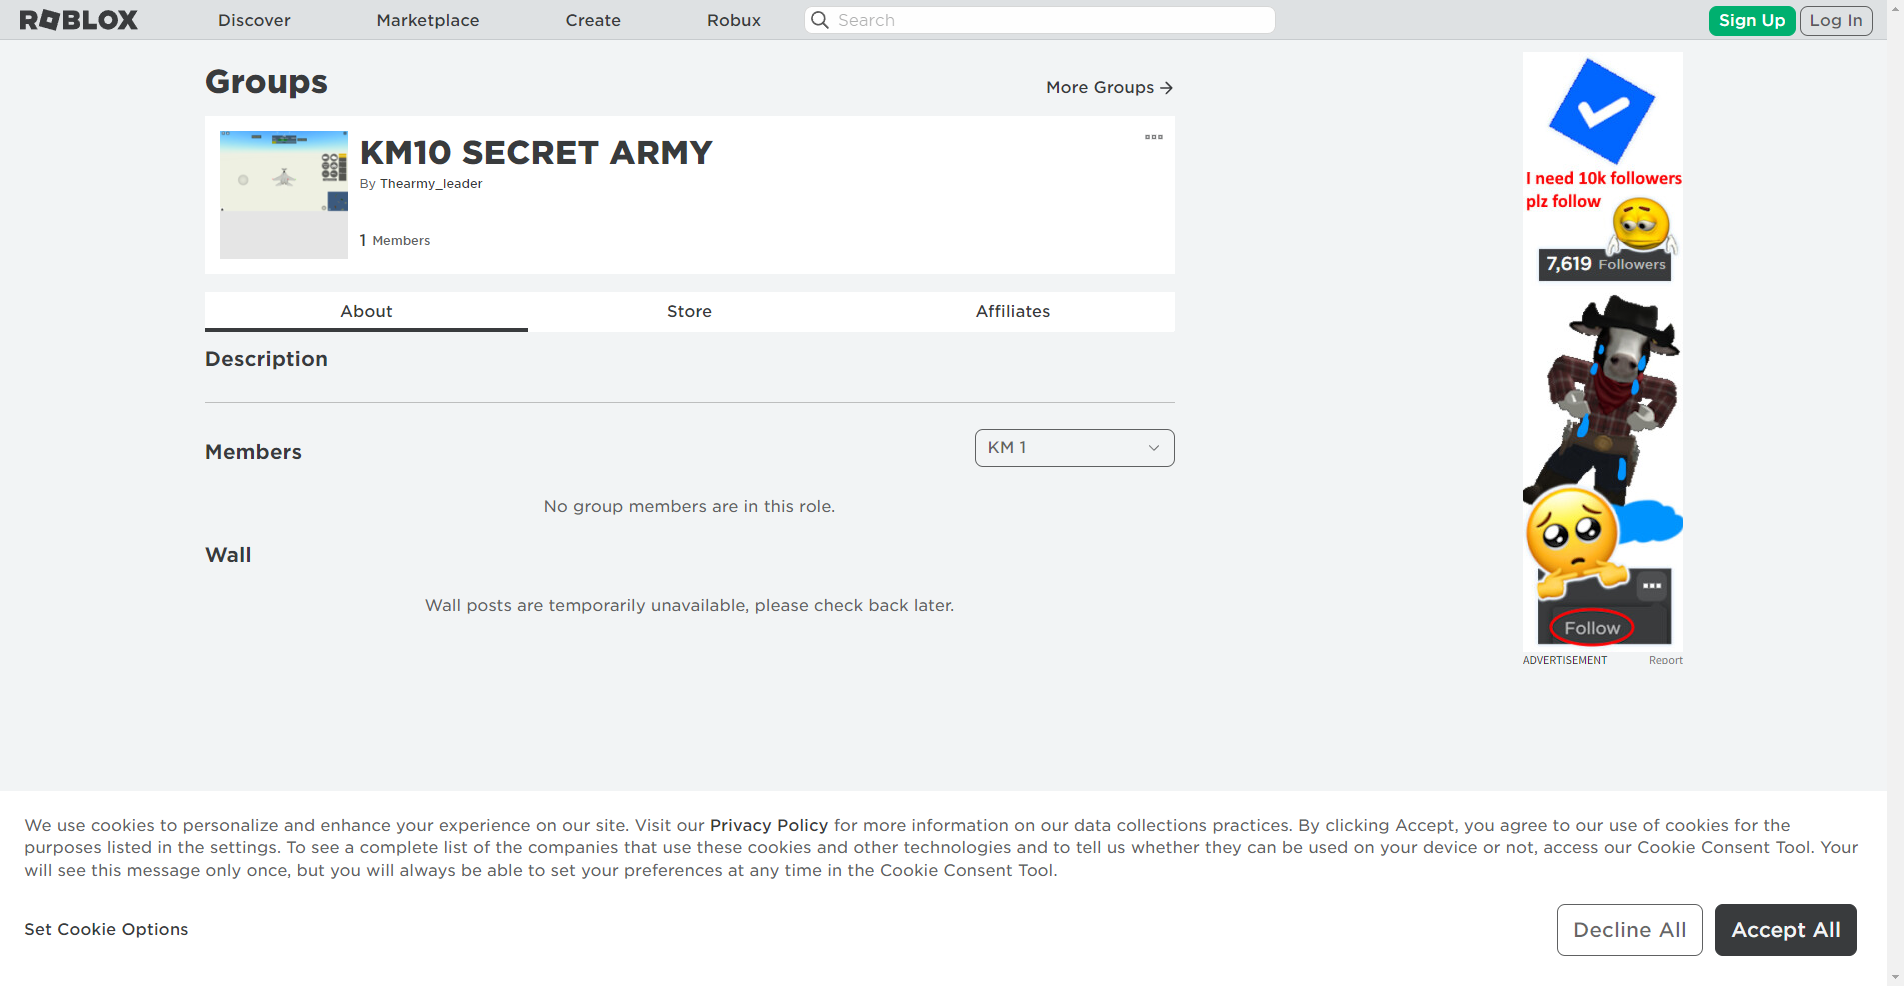 ROBLOX
Discover
Marketplace
Create
Robux
Search
Sign Up
Log In
Groups
More Groups
KM10 SECRET ARMY
By Thearmy_leader
1 Members
About
Store
Affiliates
Description
Members
KM 1
No group members are in this role.
Wall
Wall posts are temporarily unavailable, please check back later.
I need 10k followers
plz follow
7,619 Followers
Follow
ADVERTISEMENT
Report
We use cookies to personalize and enhance your experience on our site. Visit our Privacy Policy for more information on our data collections practices. By clicking Accept, you agree to our use of cookies for the
purposes listed in the settings. To see a complete list of the companies that use these cookies and other technologies and to tell us whether they can be used on your device or not, access our Cookie Consent Tool. Your
will see this message only once, but you will always be able to set your preferences at any time in the Cookie Consent Tool.
Set Cookie Options
Decline All
Accept All